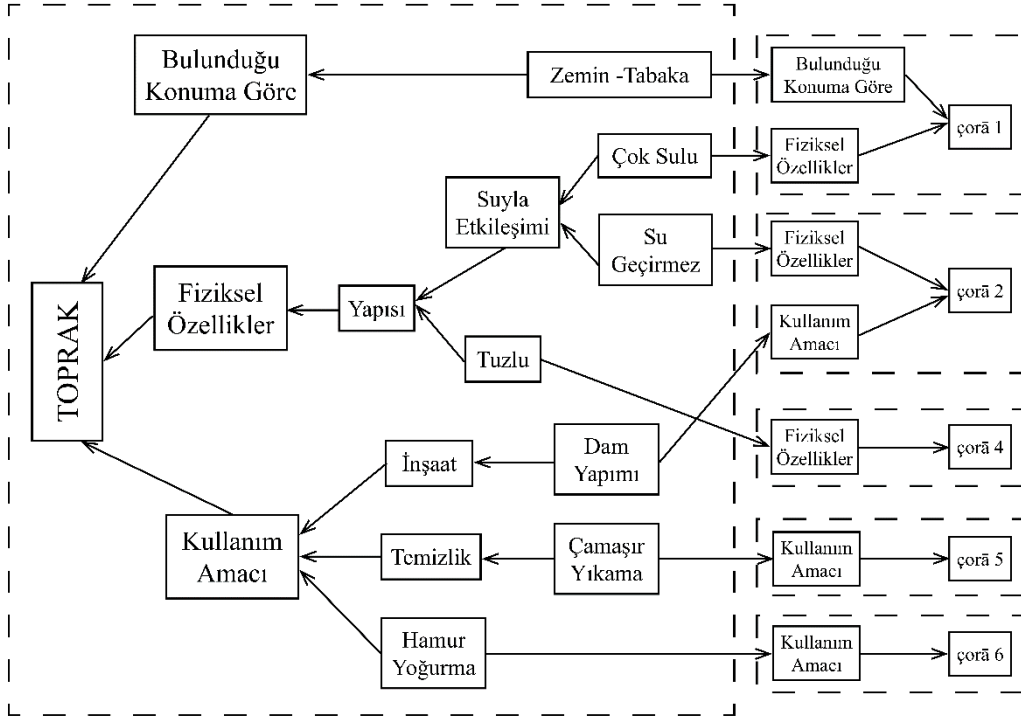 Bulunduğu
Konuma Görc
Zemin -Tabaka
Bulunduğu
Konuma Göre
çorā 1
Çok Sulu
Fiziksel
Özellikler
Suyla
Etkileşimi
Su
Geçirmez
Fiziksel
Özellikler
çorā 2
TOPRAK
Fiziksel
Özellikler
Yapısı
Kullanım
Amacı
Tuzlu
Fiziksel
Özellikler
çorā 4
İnşaat
Dam
Yapımı
Kullanım
Amacı
Temizlik
Çamaşır
Yıkama
Kullanım
Amacı
çorā 5
Hamur
Yoğurma
Kullanım
Amacı
çorā 6